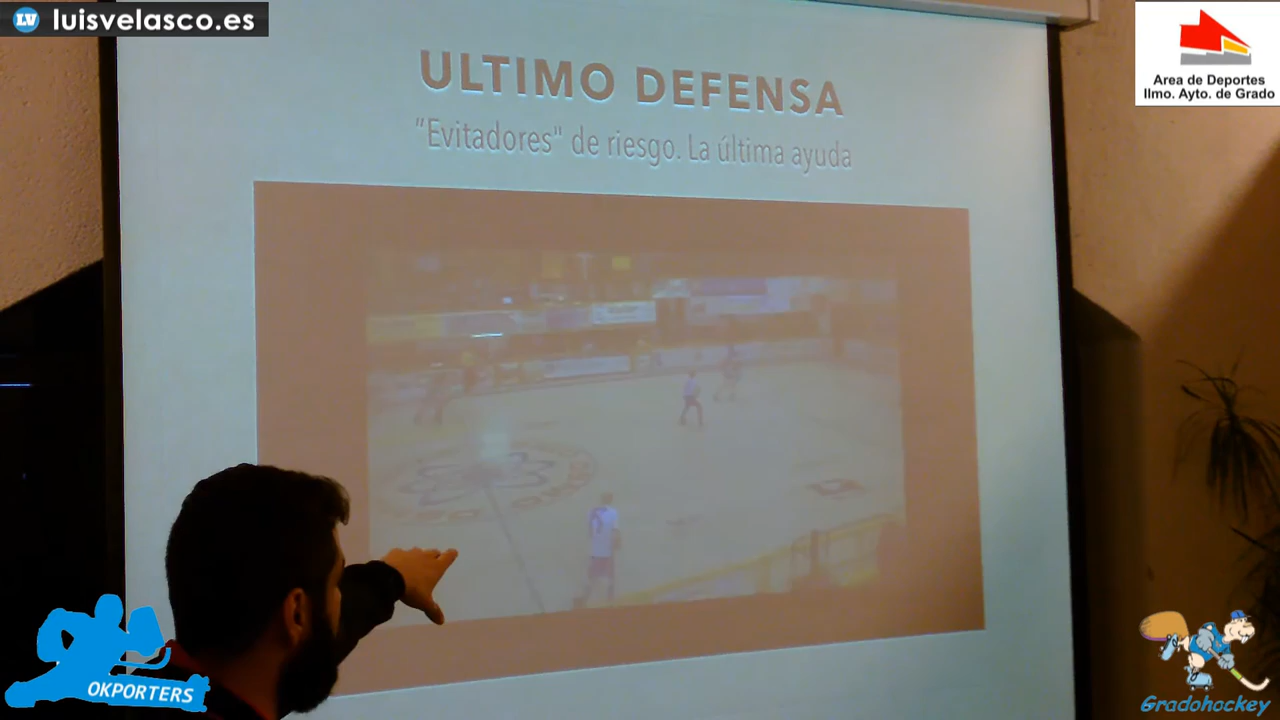 LV luisvelasco.es
Area de Deportes
Ilmo. Ayto. de Grado
ULTIMO DEFENSA
"Evitadores" de riesgo. La última ayuda
OKPORTERS
Gradohockey